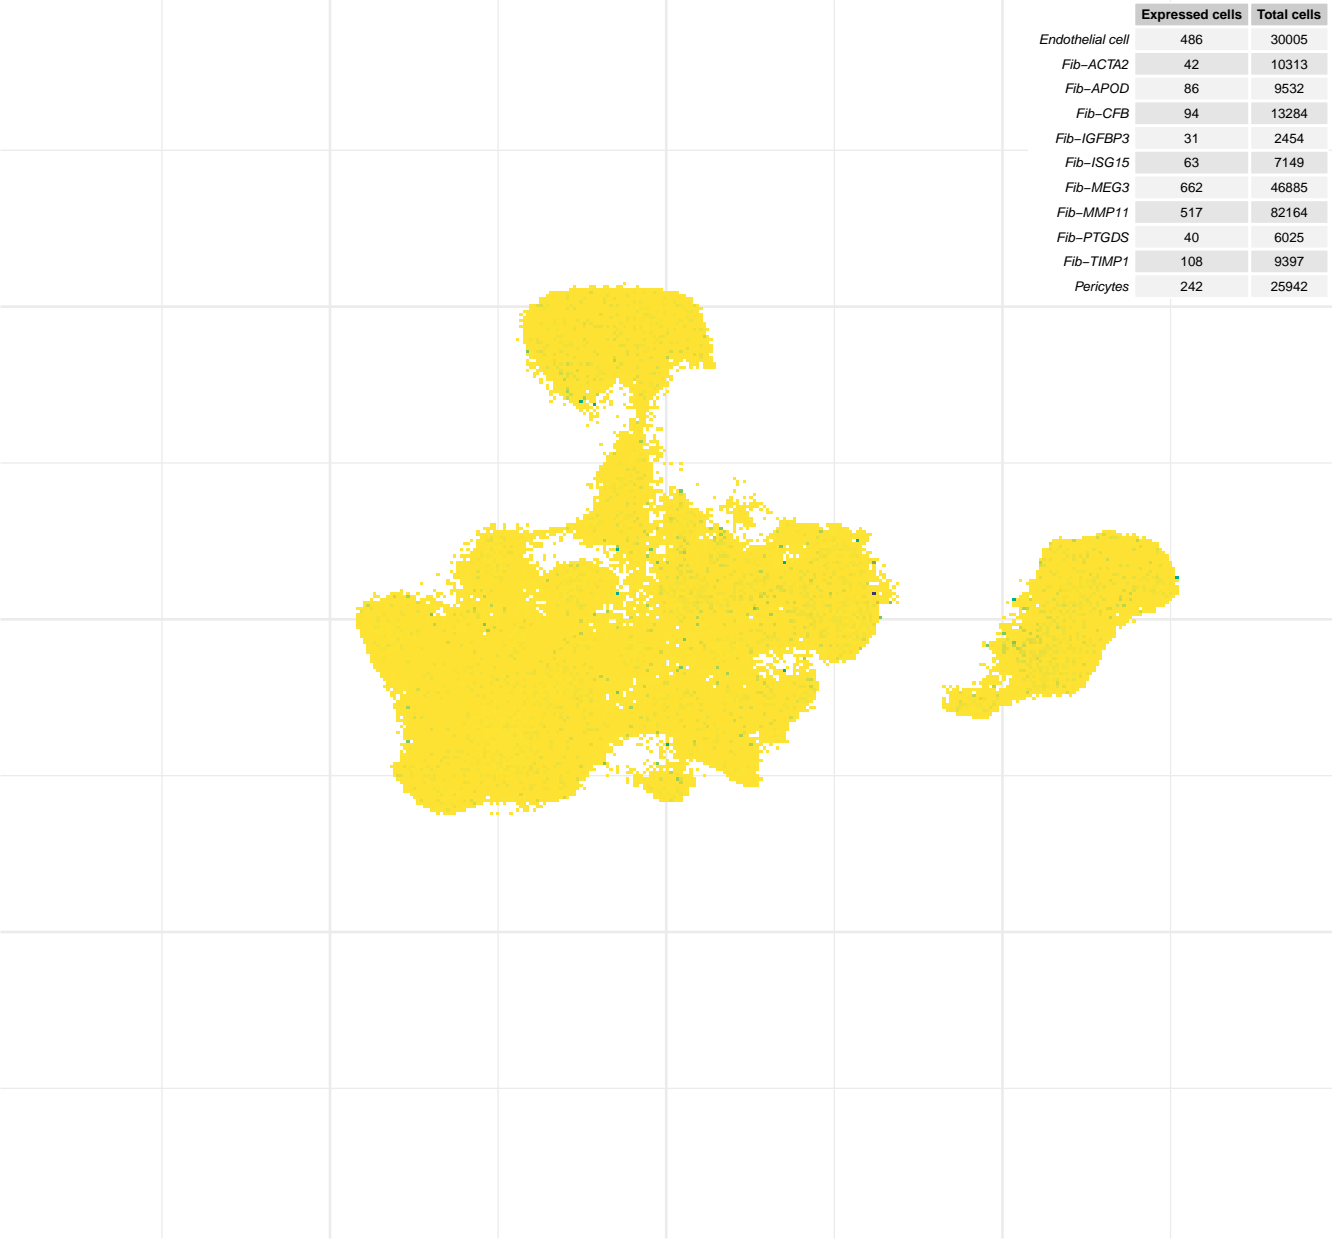 Expressed cells Total cells
Endothelial cell 486 30005
Fib−ACTA2 42 10313
Fib−APOD 86 9532
Fib−CFB 94 13284
Fib−IGFBP3 31 2454
Fib−ISG15 63 7149
Fib−MEG3 662 46885
Fib−MMP11 517 82164
Fib−PTGDS 40 6025
Fib−TIMP1 108 9397
Pericytes 242 25942